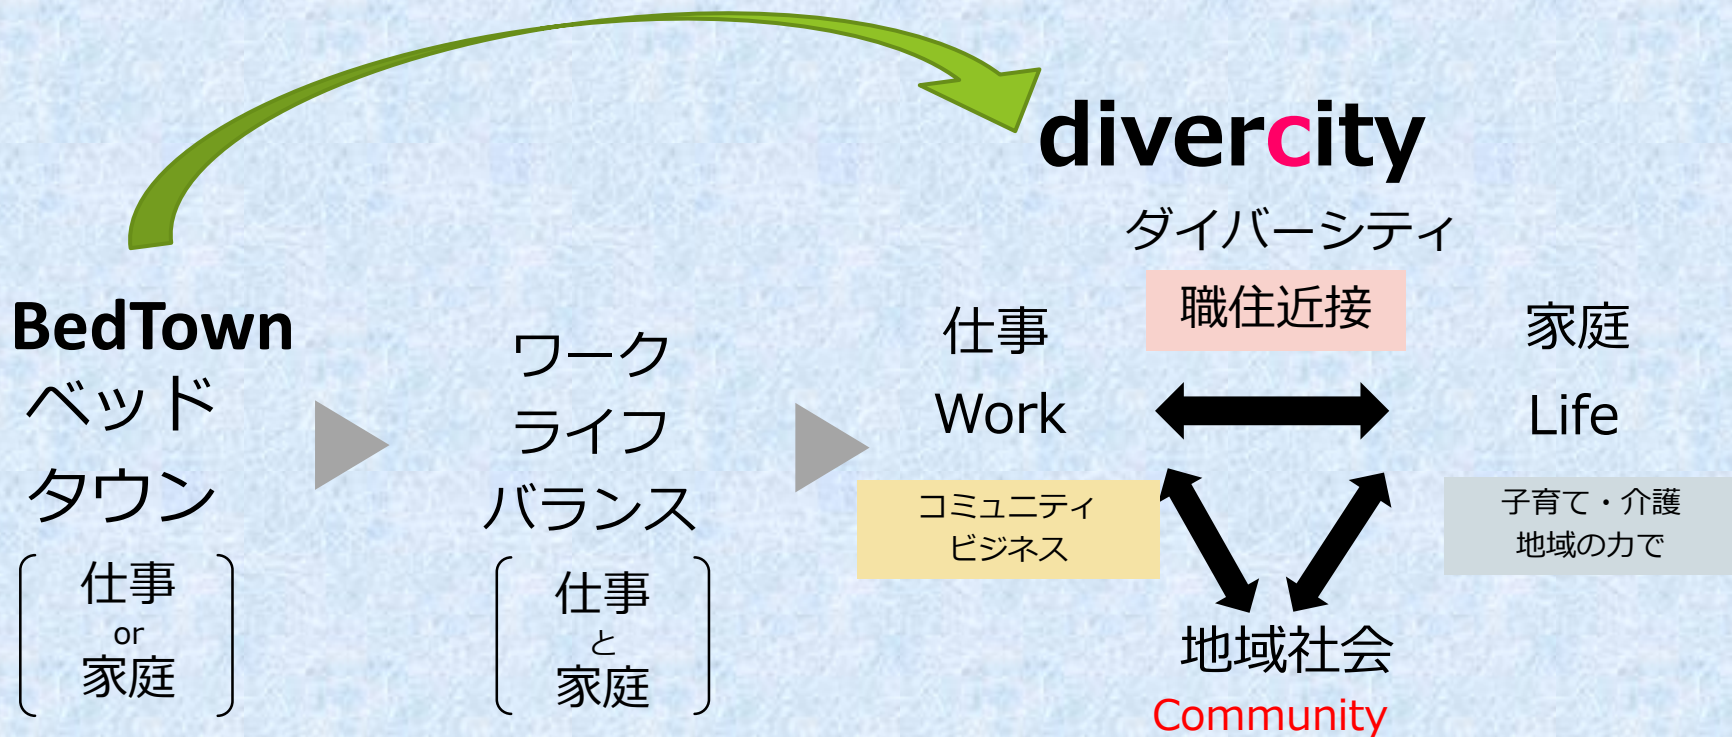 BedTown
ベッド
タウン
仕事
or
家庭
ワーク
ライフ
バランス
仕事
と
家庭
divercity
ダイバーシティ
職住近接
仕事
Work
家庭
Life
コミュニティ
ビジネス
子育て・介護
地域の力で
地域社会
Community